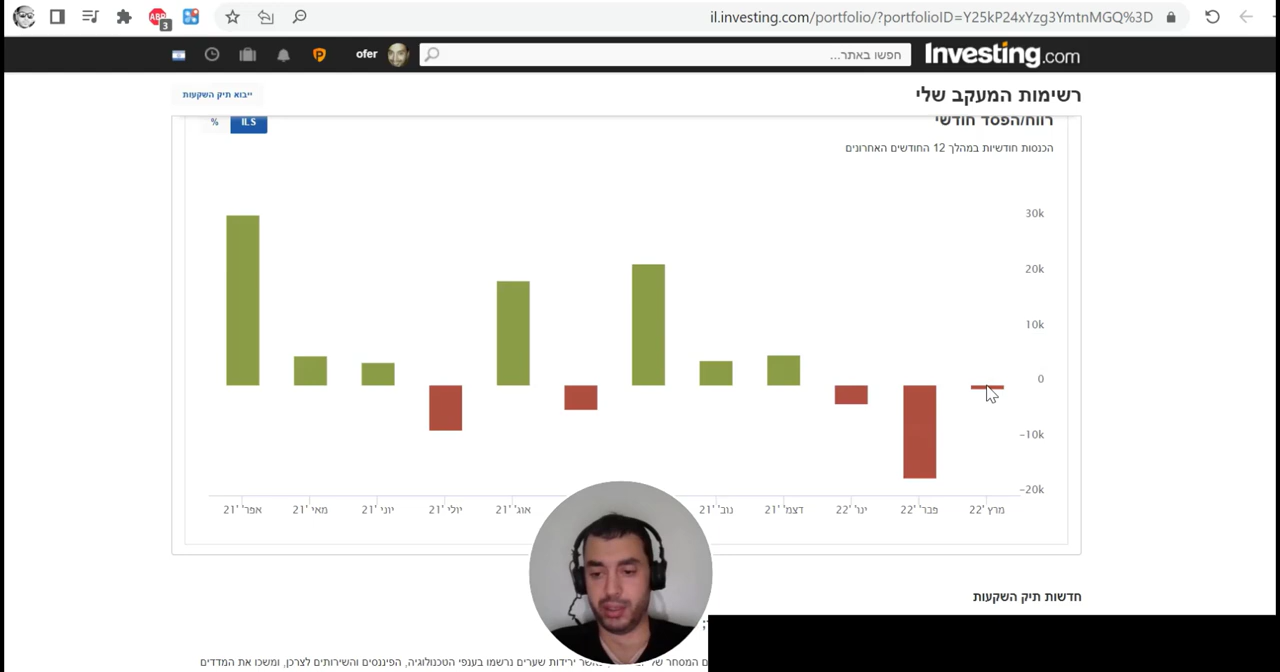 il.investing.com/portfolio/?portfolioID=Y25kP24xYzg3YmtnMGQ%3D
ABP
3
Investing.com
חפשו באתר...
ofer
רשימות המעקב שלי
ייבוא תיק השקעות
רווח/הפסד חודשי
ILS
%
הכנסות חודשיות במהלך 12 החודשים האחרונים
30k
20k
10k
0
-10k
-20k
אפר' '21
מאי '21
יוני '21
יולי '21
אוג' '21
נוב' '21
דצמ' '21
ינו' '22
פבר' '22
מרץ '22
חדשות תיק השקעות
ירידות שערים נרשמו בענפי הטכנולוגיה, הפיננסים והשירותים לצרכן, ומשכו את המדדים